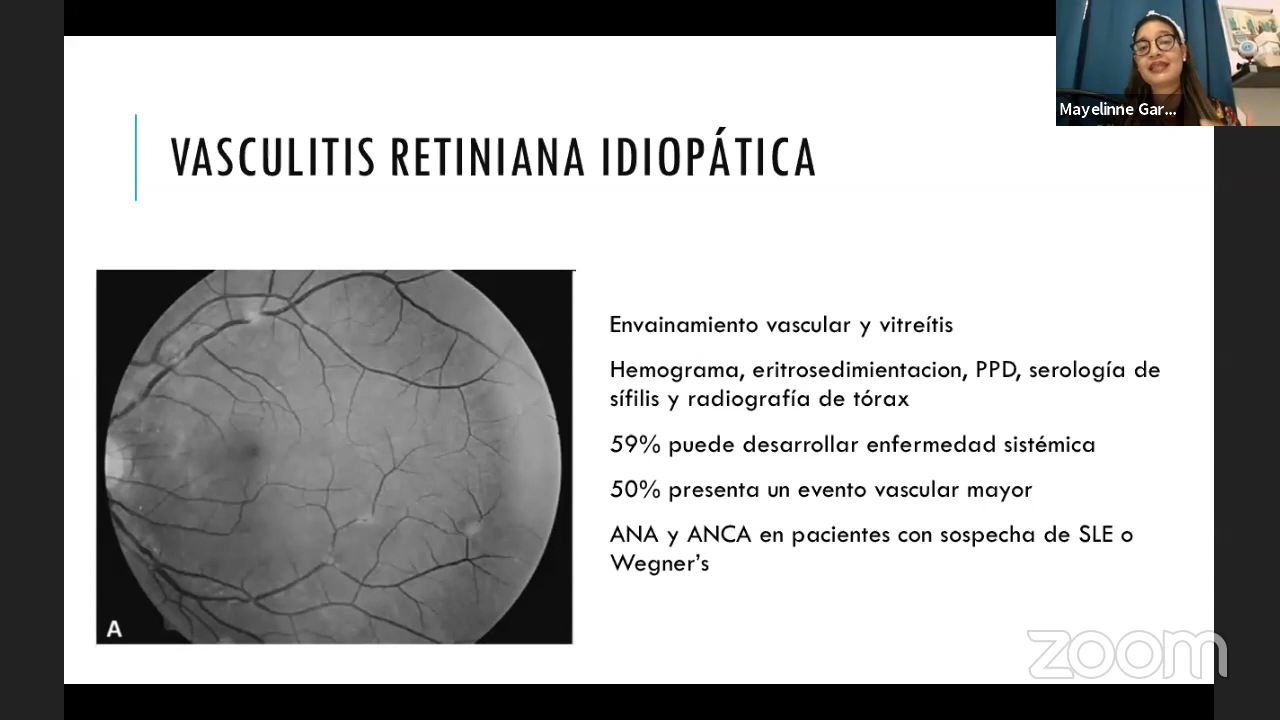 Mayelinne Gar...
VASCULITIS RETINIANA IDIOPÁTICA
Envainamiento vascular y vitreítis
Hemograma, eritrosedimientacion, PPD, serología de
sífilis y radiografía de tórax
59% puede desarrollar enfermedad sistémica
50% presenta un evento vascular mayor
ANA y ANCA en pacientes con sospecha de SLE o
Wegner’s
A
zoom